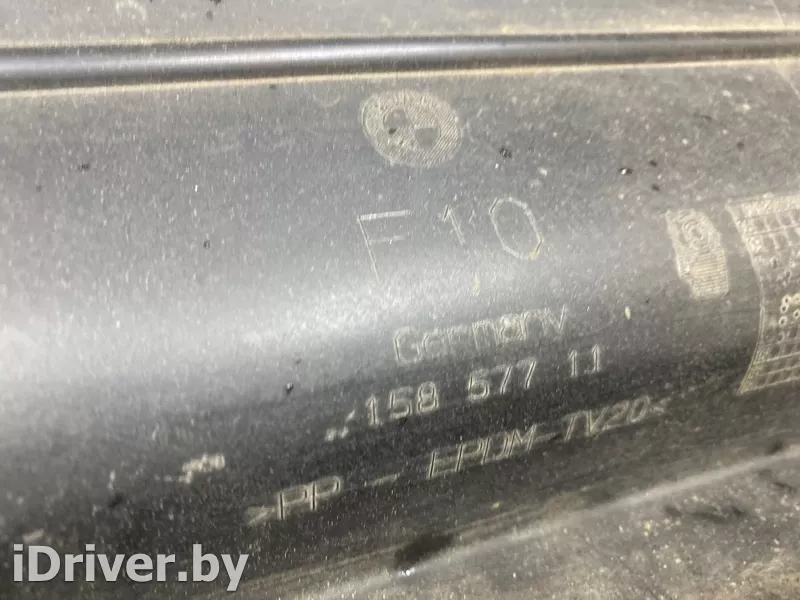 F10
Germany
158 577 11
>PP - EPDM-TV20<
iDriver.by